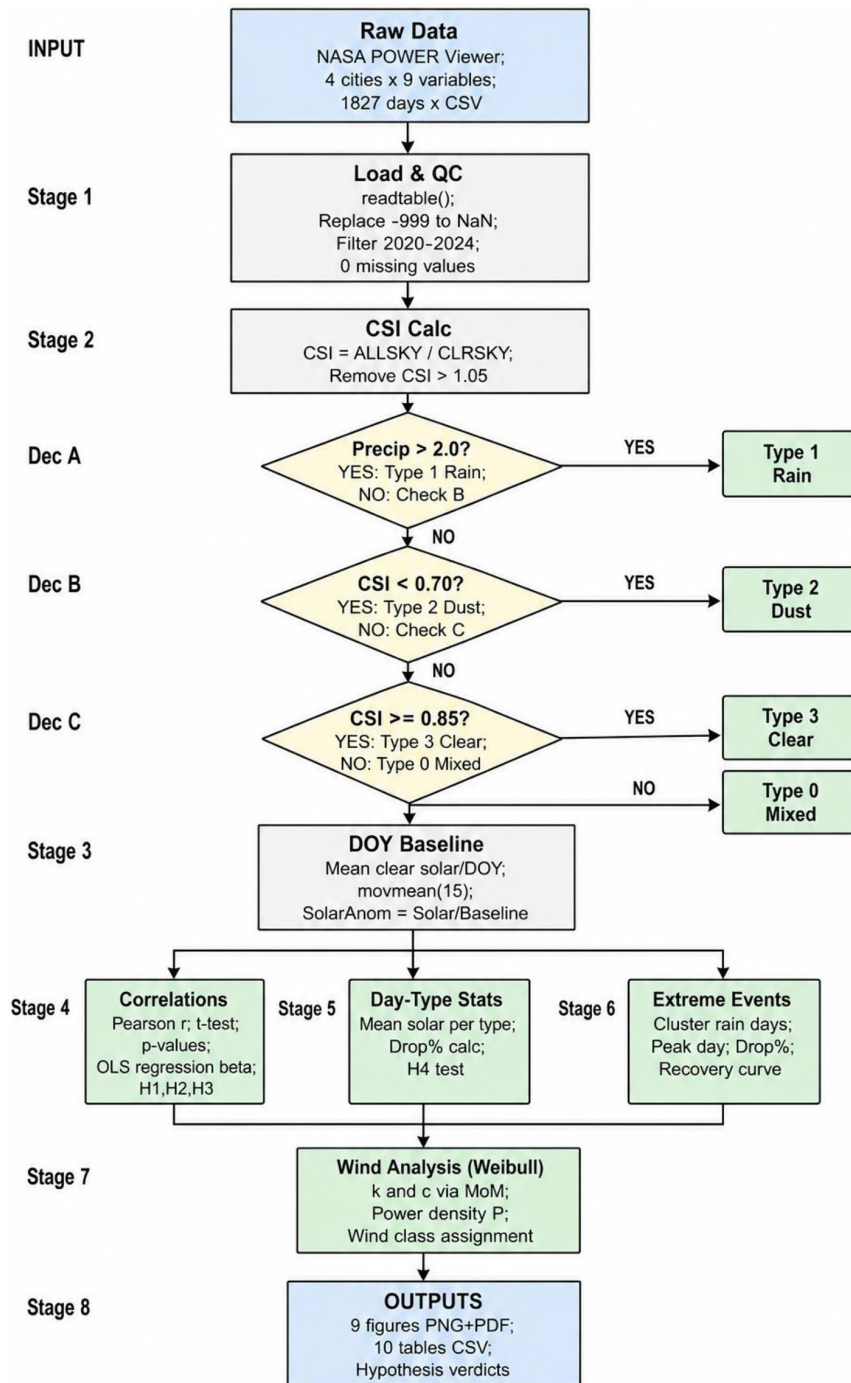 INPUT
Raw Data
NASA POWER Viewer;
4 cities x 9 variables;
1827 days x CSV
Stage 1
Load & QC
readtable();
Replace -999 to NaN;
Filter 2020-2024;
0 missing values
Stage 2
CSI Calc
CSI = ALLSKY / CLRSKY;
Remove CSI > 1.05
Dec A
Precip > 2.0?
YES: Type 1 Rain;
NO: Check B
YES
Type 1
Rain
NO
Dec B
CSI < 0.70?
YES: Type 2 Dust;
NO: Check C
YES
Type 2
Dust
NO
Dec C
CSI >= 0.85?
YES: Type 3 Clear;
NO: Type 0 Mixed
YES
Type 3
Clear
NO
Type 0
Mixed
Stage 3
DOY Baseline
Mean clear solar/DOY;
movmean(15);
SolarAnom = Solar/Baseline
Stage 4
Correlations
Pearson r; t-test;
p-values;
OLS regression beta;
H1,H2,H3
Stage 5
Day-Type Stats
Mean solar per type;
Drop% calc;
H4 test
Stage 6
Extreme Events
Cluster rain days;
Peak day; Drop%;
Recovery curve
Stage 7
Wind Analysis (Weibull)
k and c via MoM;
Power density P;
Wind class assignment
Stage 8
OUTPUTS
9 figures PNG+PDF;
10 tables CSV;
Hypothesis verdicts